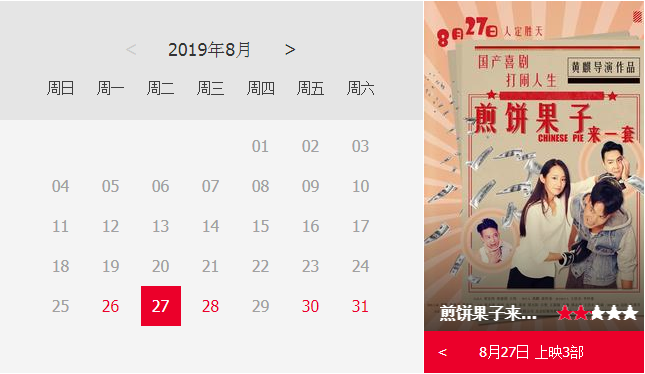 < 2019年8月 >
周日 周一 周二 周三 周四 周五 周六
01 02 03
04 05 06 07 08 09 10
11 12 13 14 15 16 17
18 19 20 21 22 23 24
25 26 27 28 29 30 31
8月27日 人定胜天
国产喜剧
打闹人生
黄麒导演作品
煎饼果子
来一套
CHINESE PIE
煎饼果子来…
< 8月27日 上映3部